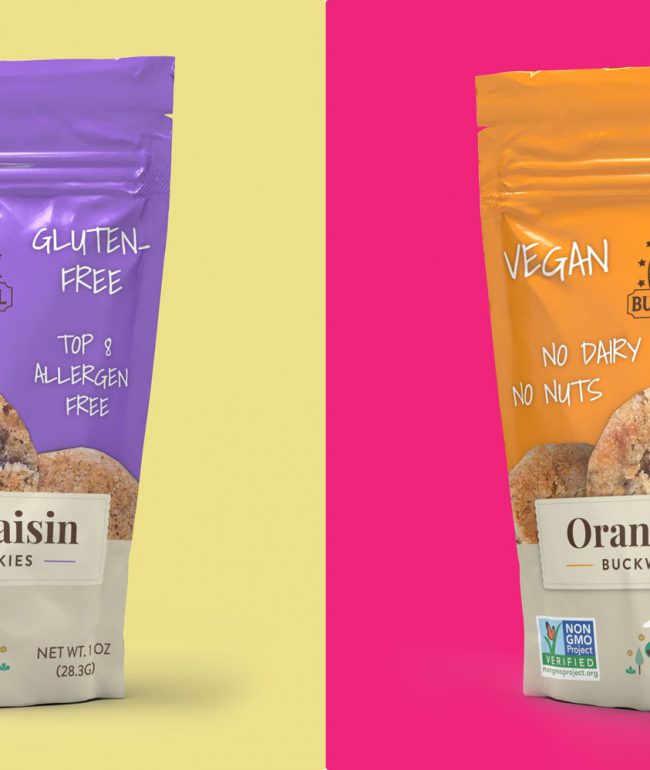 GLUTEN-
FREE
TOP 8
ALLERGEN
FREE
aisin
KIES
NET WT. 1 OZ
(28.3G)
VEGAN
BU
NO DAIRY
NO NUTS
Oran
BUCKW
NON
GMO
Project
VERIFIED
nongmoproject.org